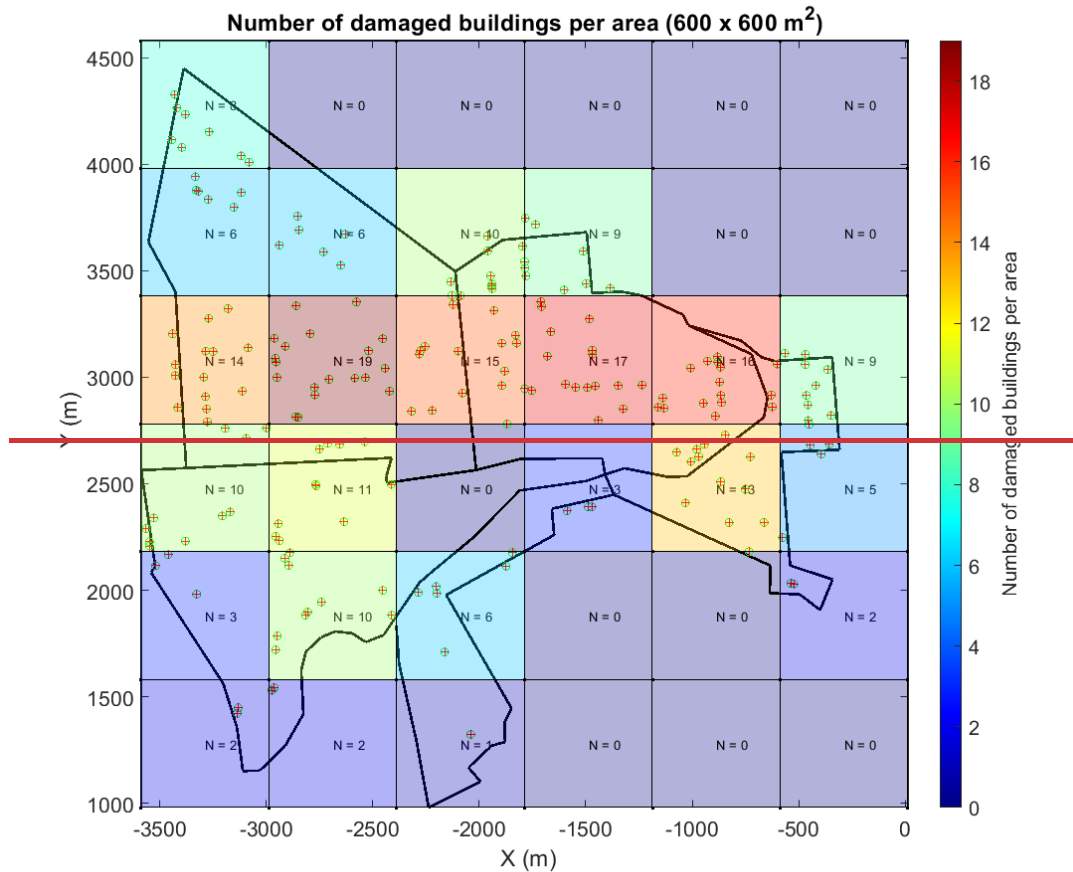 Number of damaged buildings per area (600 x 600 m²)
4500
4000
3500
3000
2500
2000
1500
1000
Y (m)
N = 8 N = 0 N = 0 N = 0 N = 0 N = 0
N = 6 N = 6 N = 10 N = 9 N = 0 N = 0
N = 14 N = 19 N = 15 N = 17 N = 16 N = 9
N = 10 N = 11 N = 0 N = 3 N = 13 N = 5
N = 3 N = 10 N = 6 N = 0 N = 0 N = 2
N = 2 N = 2 N = 1 N = 0 N = 0 N = 0
-3500 -3000 -2500 -2000 -1500 -1000 -500 0
X (m)
18
16
14
12
10
8
6
4
2
0
Number of damaged buildings per area